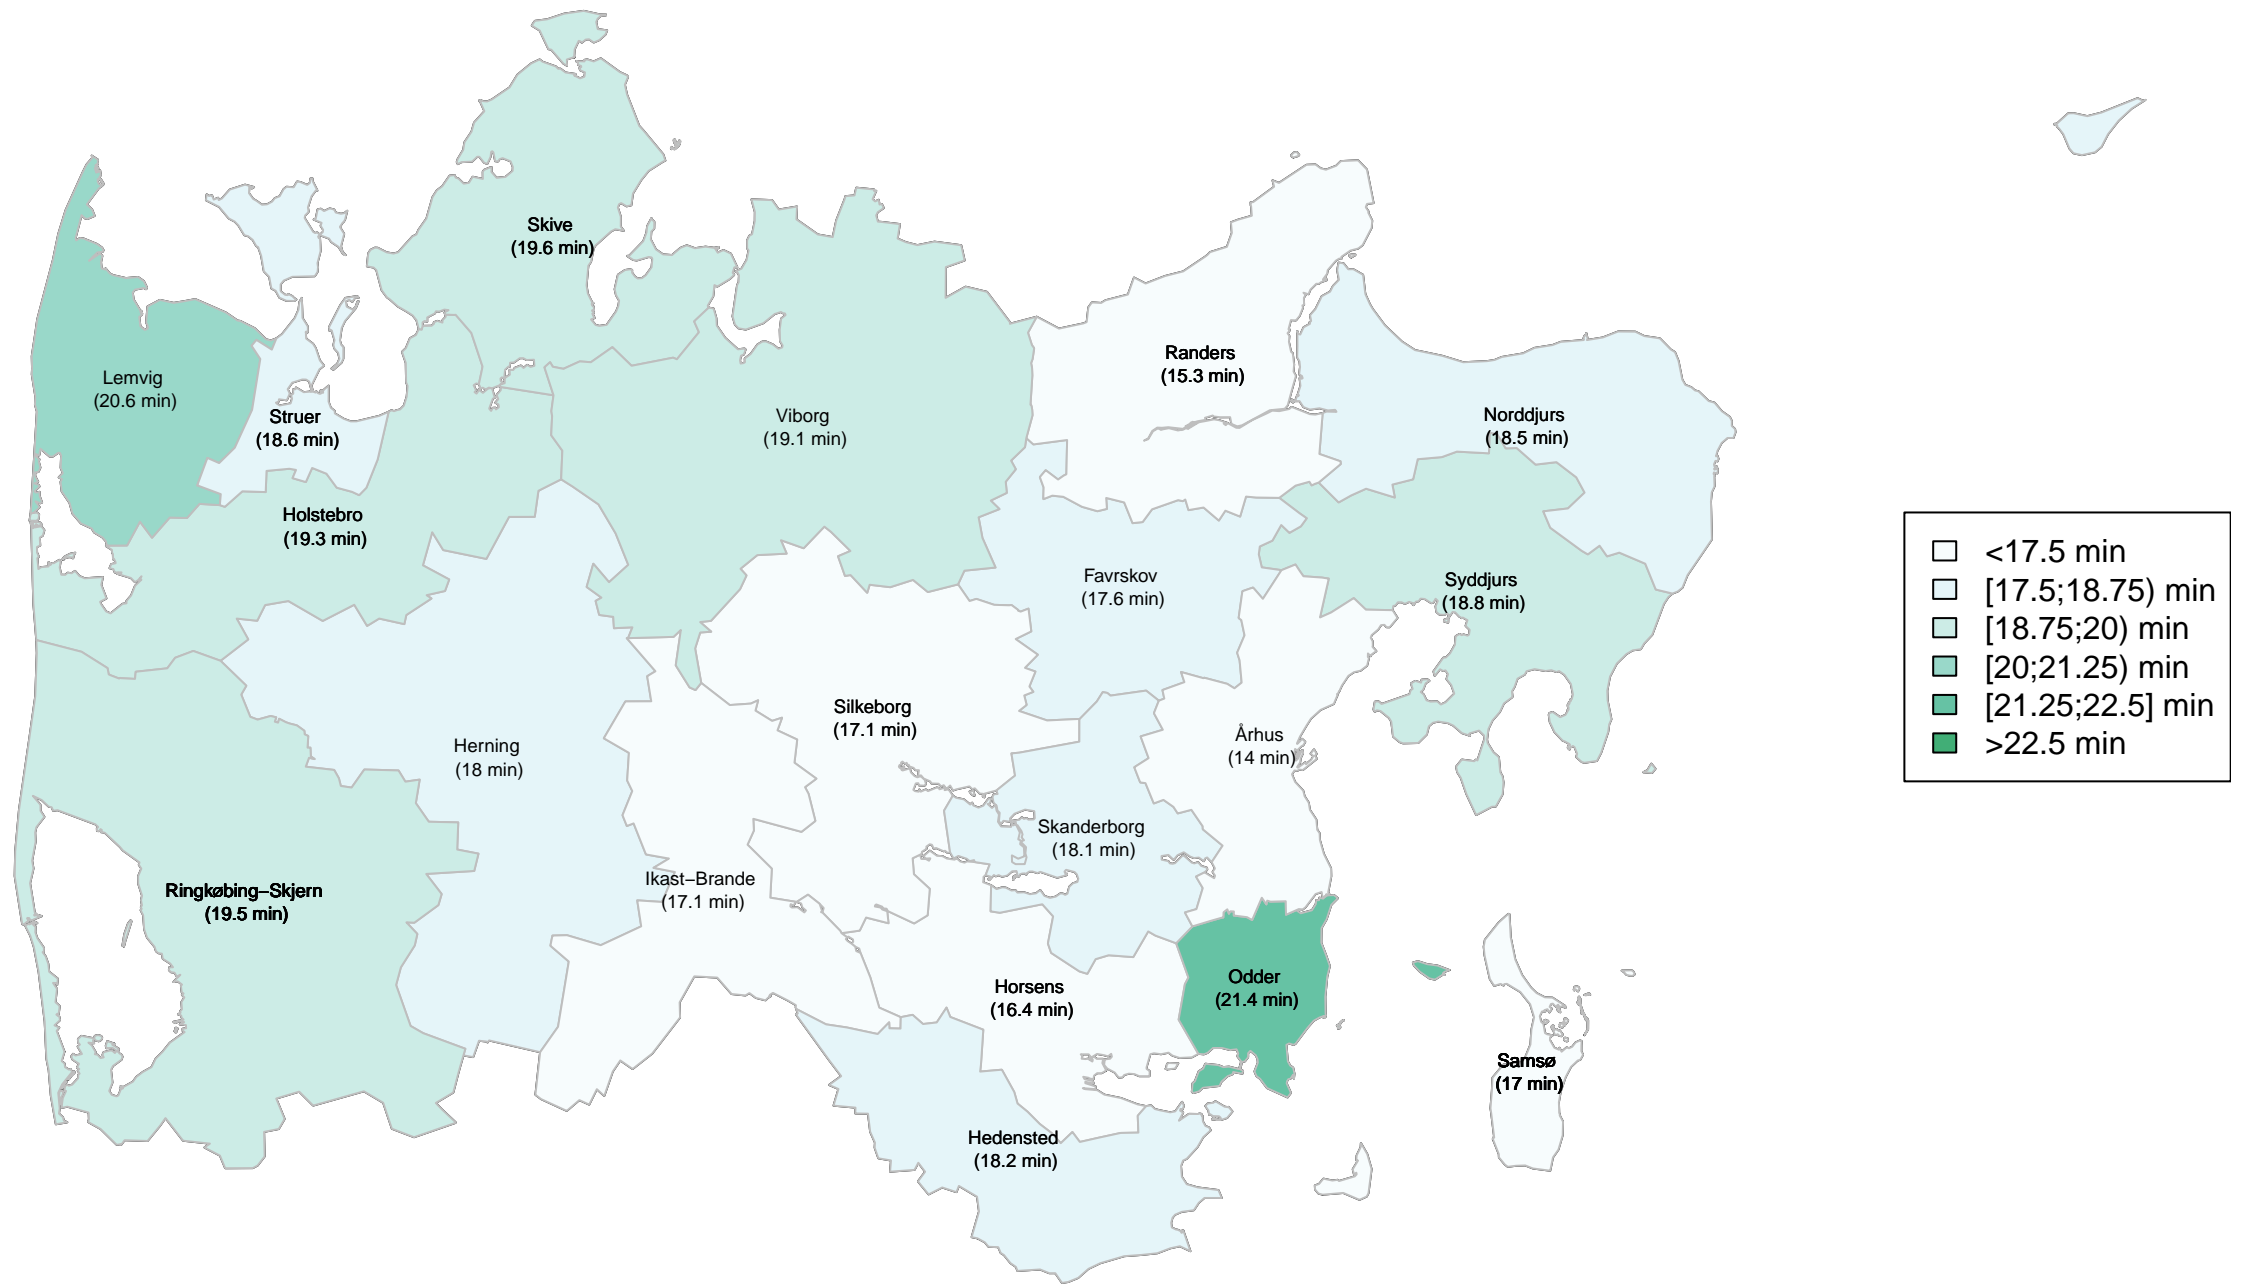 Skive
(19.6 min)
Randers
(15.3 min)
Lemvig
(20.6 min)
Struer
(18.6 min)
Viborg
(19.1 min)
Norddjurs
(18.5 min)
Holstebro
(19.3 min)
Favrskov
(17.6 min)
Syddjurs
(18.8 min)
Silkeborg
(17.1 min)
Herning
(18 min)
Århus
(14 min)
Skanderborg
(18.1 min)
Ikast–Brande
(17.1 min)
Ringkøbing–Skjern
(19.5 min)
Horsens
(16.4 min)
Odder
(21.4 min)
Samsø
(17 min)
Hedensted
(18.2 min)
<17.5 min
[17.5;18.75) min
[18.75;20) min
[20;21.25) min
[21.25;22.5] min
>22.5 min